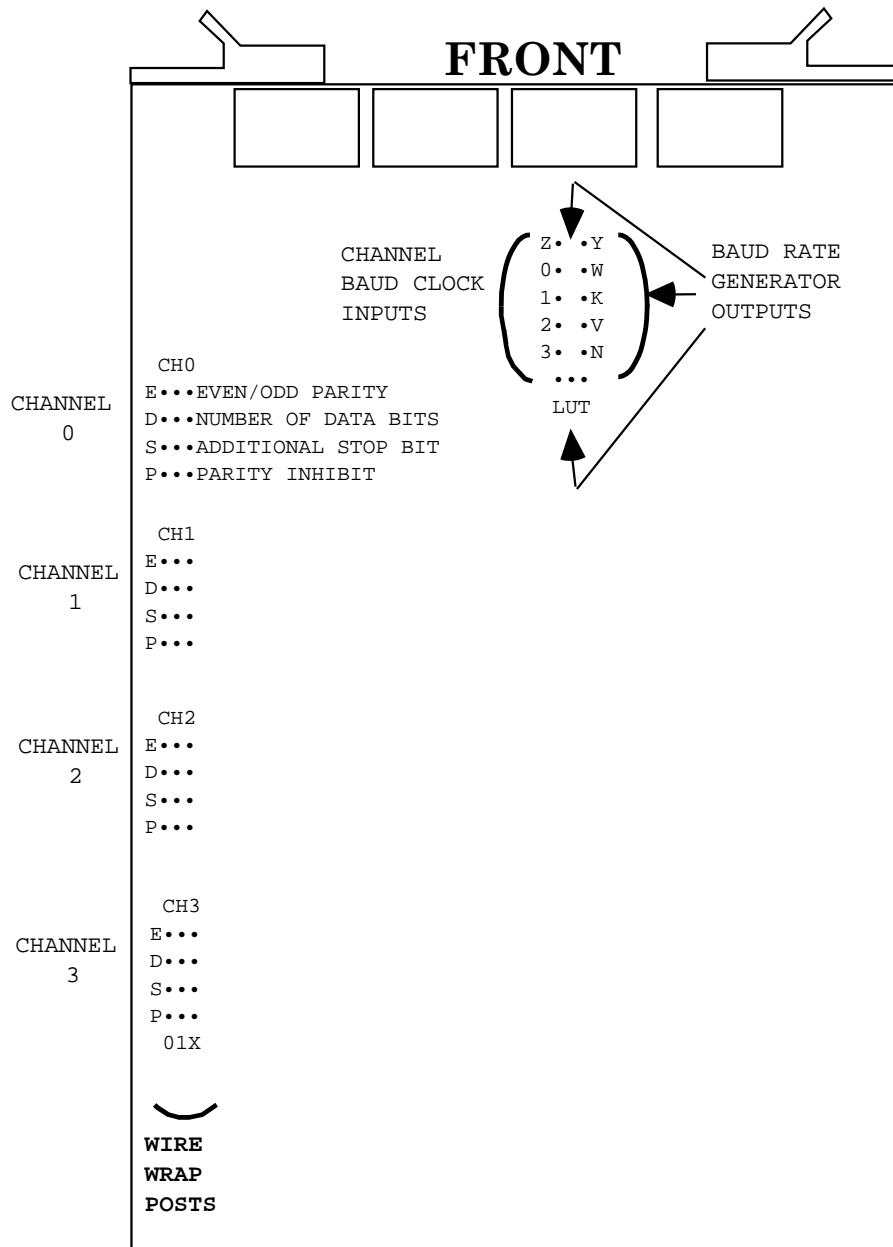 FRONT
CHANNEL
BAUD CLOCK
INPUTS
Z• •Y
0• •W
1• •K
2• •V
3• •N
•••
LUT
BAUD RATE
GENERATOR
OUTPUTS
CHANNEL
0
CH0
E•••EVEN/ODD PARITY
D•••NUMBER OF DATA BITS
S•••ADDITIONAL STOP BIT
P•••PARITY INHIBIT
CHANNEL
1
CH1
E•••
D•••
S•••
P•••
CHANNEL
2
CH2
E•••
D•••
S•••
P•••
CHANNEL
3
CH3
E•••
D•••
S•••
P•••
01X
WIRE
WRAP
POSTS